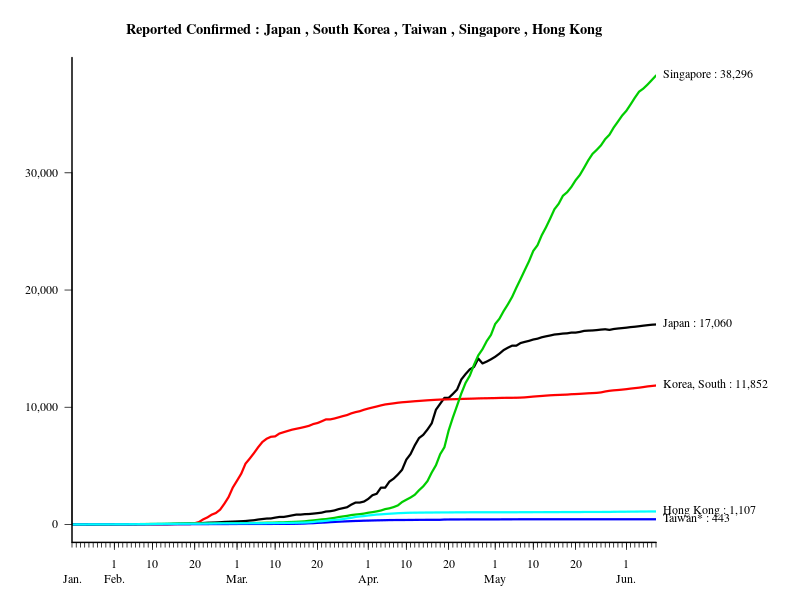 Reported Confirmed : Japan , South Korea , Taiwan , Singapore , Hong Kong
Singapore : 38,296
30,000
20,000
Japan : 17,060
Korea, South : 11,852
10,000
Hong Kong : 1,107
Taiwan* : 443
0
1 10 20 1 10 20 1 10 20 1 10 20 1
Jan. Feb. Mar. Apr. May Jun.